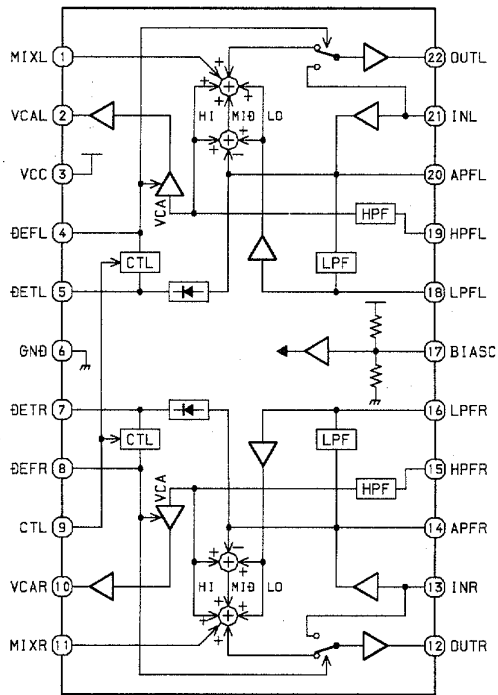 MIXL 1 22 OUTL
+ + + +
VCAL 2 HI MID LO 21 INL
+ + −
VCC 3 20 APFL
VCA HPF
DEFL 4 19 HPFL
CTL LPF
DETL 5 18 LPFL
GND 6 17 BIASC
DETR 7 16 LPFR
CTL LPF
DEFR 8 VCA 15 HPFR
HPF
CTL 9 14 APFR
+ − +
VCAR 10 HI MID LO 13 INR
+ + + +
MIXR 11 12 OUTR